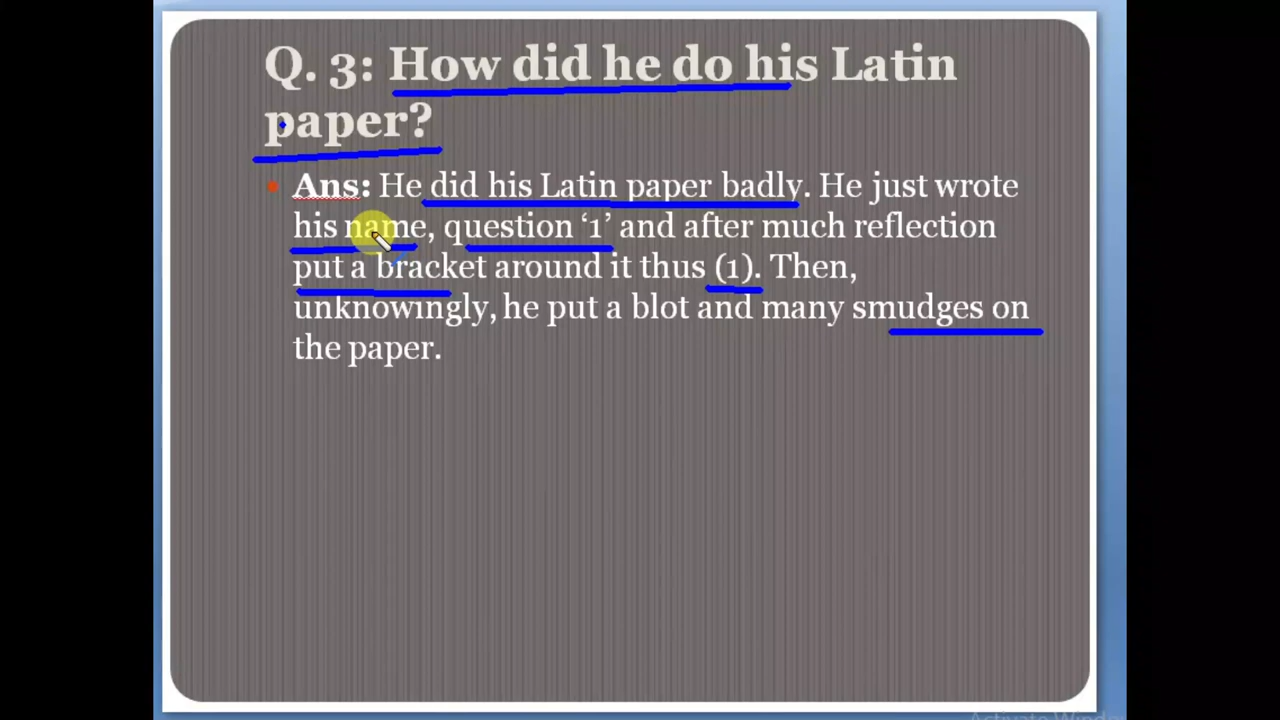 Q. 3: How did he do his Latin
paper?
Ans: He did his Latin paper badly. He just wrote
his name, question ‘1’ and after much reflection
put a bracket around it thus (1). Then,
unknowingly, he put a blot and many smudges on
the paper.